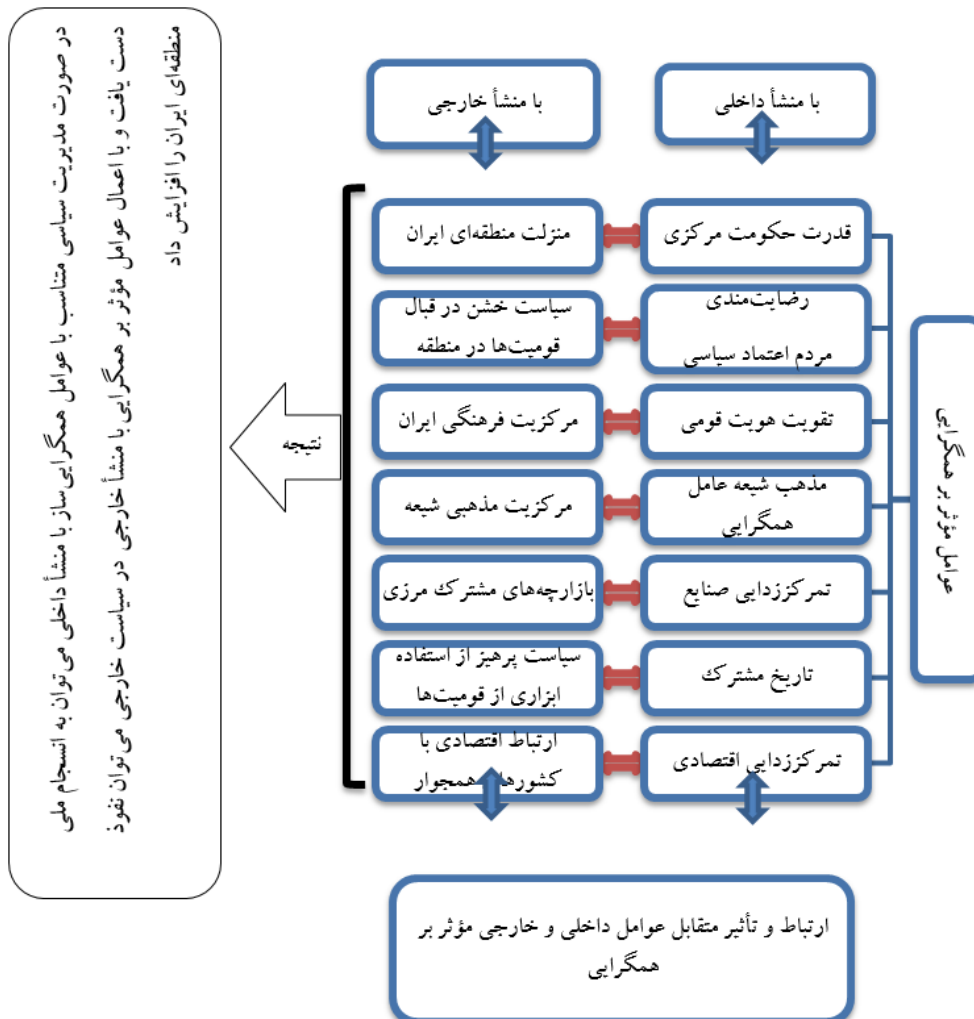 عوامل مؤثر بر همگرایی
با منشأ داخلی
با منشأ خارجی
قدرت حکومت مرکزی
منزلت منطقه‌ای ایران
رضایت‌مندی
مردم اعتماد سیاسی
سیاست خشن در قبال
قومیت‌ها در منطقه
تقویت هویت قومی
مرکزیت فرهنگی ایران
مذهب شیعه عامل
همگرایی
مرکزیت مذهبی شیعه
تمرکززدایی صنایع
بازارچه‌های مشترک مرزی
تاریخ مشترک
سیاست پرهیز از استفاده
ابزاری از قومیت‌ها
تمرکززدایی اقتصادی
ارتباط اقتصادی با
کشورهای همجوار
ارتباط و تأثیر متقابل عوامل داخلی و خارجی مؤثر بر
همگرایی
نتیجه
در صورت مدیریت سیاسی متناسب با عوامل همگرایی‌ساز با منشأ داخلی می‌توان به انسجام ملی
دست یافت و با اعمال عوامل مؤثر بر همگرایی با منشأ خارجی در سیاست خارجی می‌توان نفوذ
منطقه‌ای ایران را افزایش داد